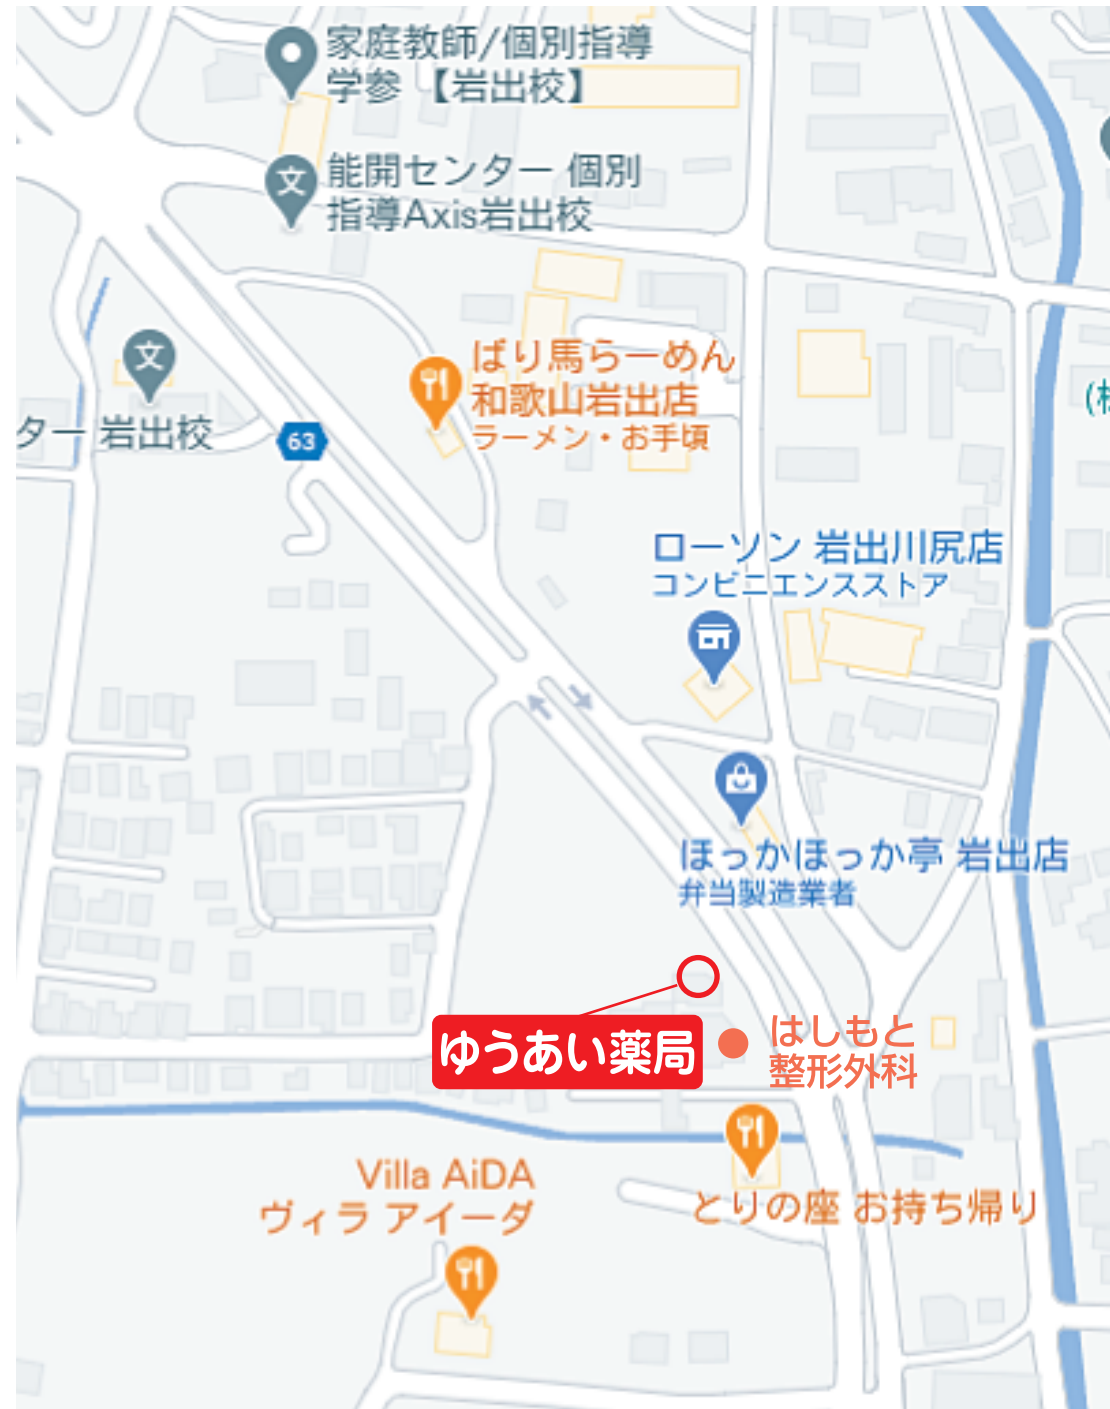 家庭教師/個別指導
学参【岩出校】
能開センター 個別
指導Axis岩出校
ばり馬らーめん
和歌山岩出店
ラーメン・お手頃
ター 岩出校
63
ローソン 岩出川尻店
コンビニエンスストア
ほっかほっか亭 岩出店
弁当製造業者
ゆうあい薬局
はしもと
整形外科
とりの座 お持ち帰り
Villa AiDA
ヴィラ アイーダ